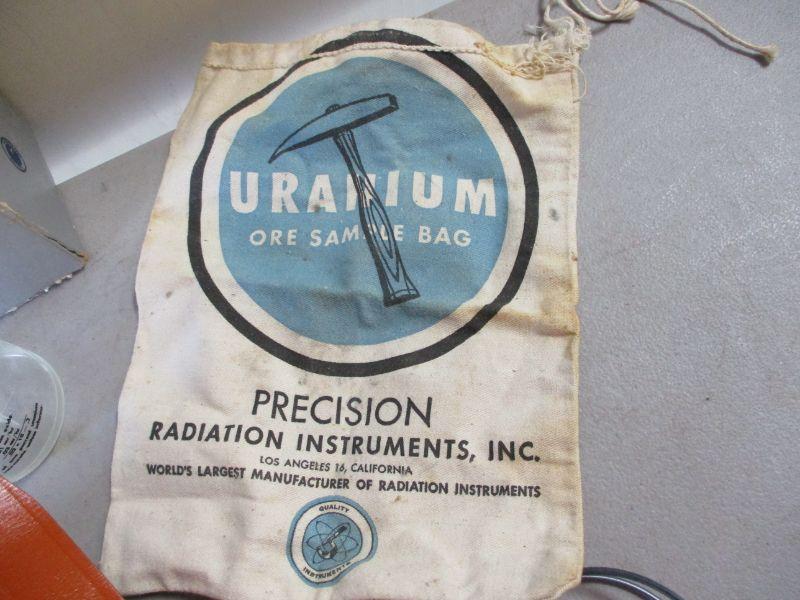 URANIUM
ORE SAMPLE BAG
PRECISION
RADIATION INSTRUMENTS, INC.
LOS ANGELES 16, CALIFORNIA
WORLD'S LARGEST MANUFACTURER OF RADIATION INSTRUMENTS
QUALITY
INSTRUMENTS